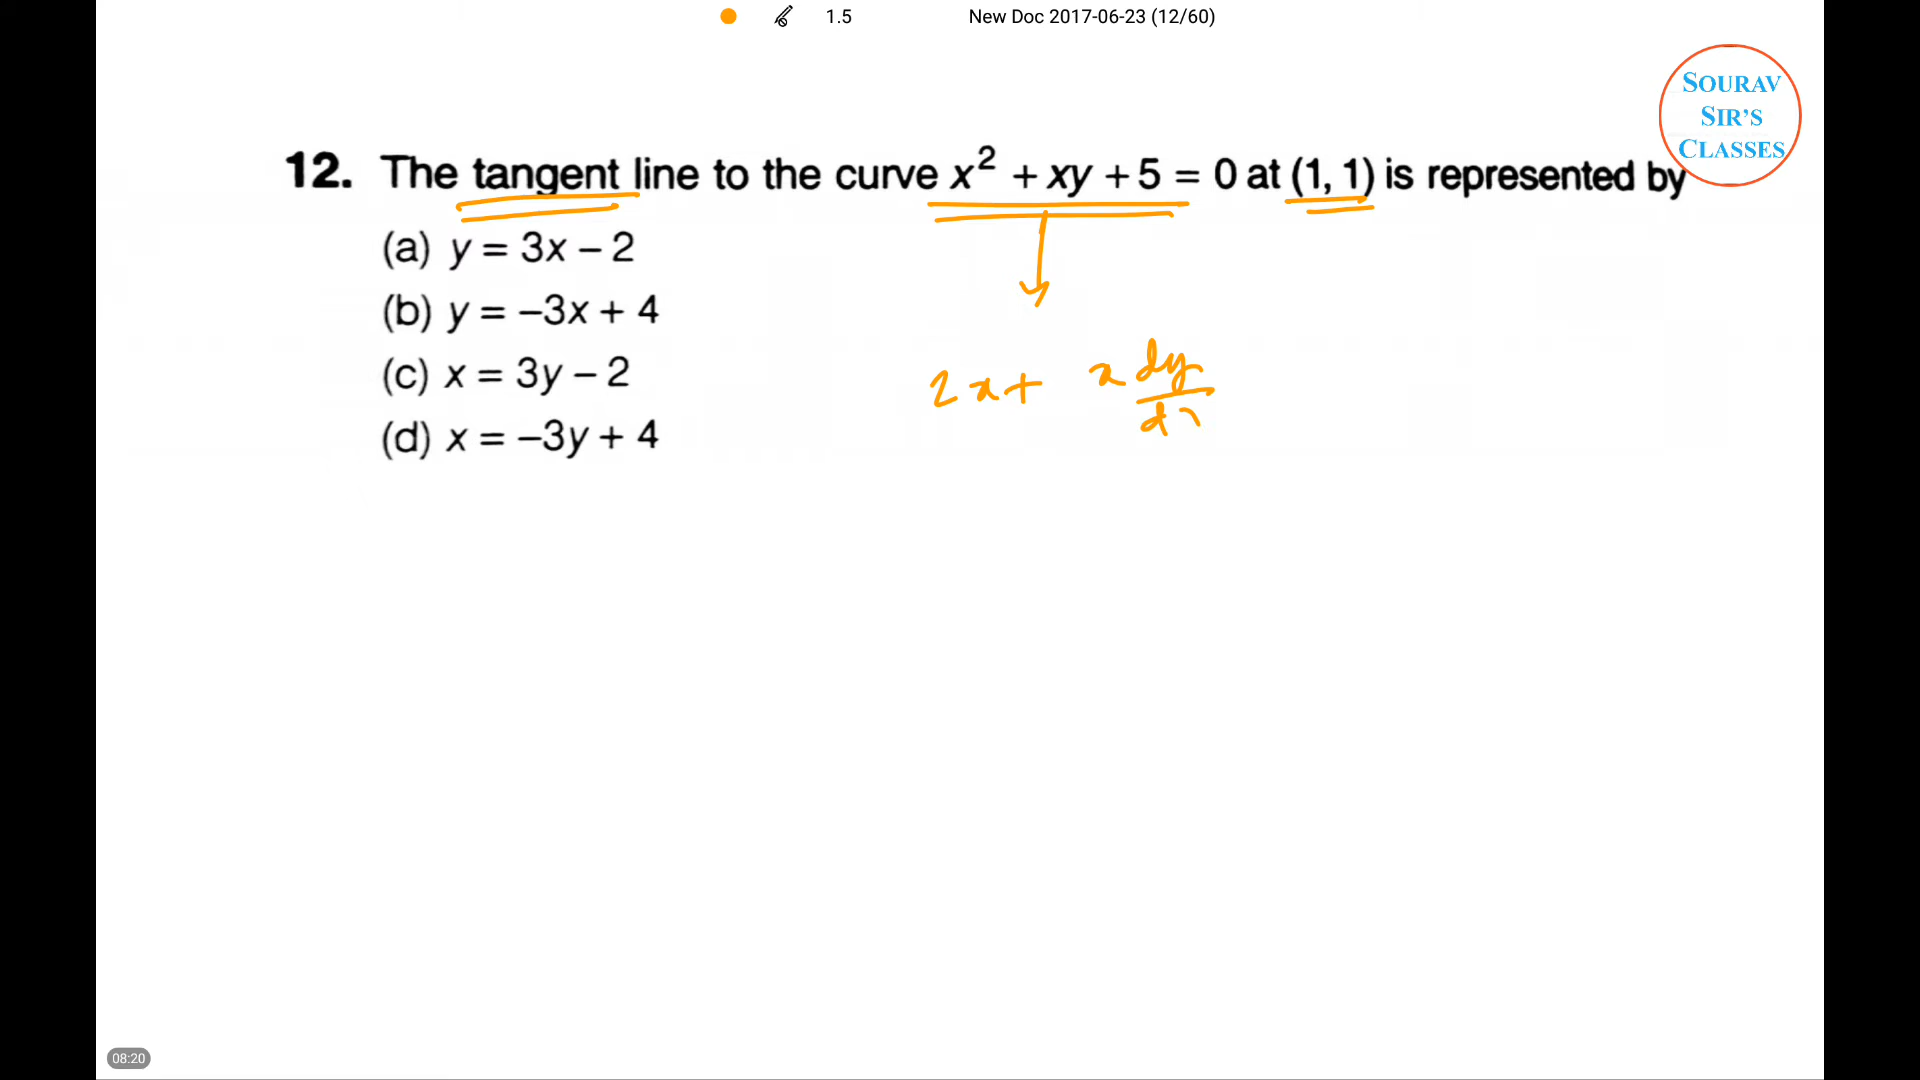 1.5 New Doc 2017-06-23 (12/60)
SOURAV
SIR'S
CLASSES
12. The tangent line to the curve x² + xy + 5 = 0 at (1, 1) is represented by
(a) y = 3x – 2
(b) y = –3x + 4
(c) x = 3y – 2
(d) x = –3y + 4
2x + x dy/dx
08:20